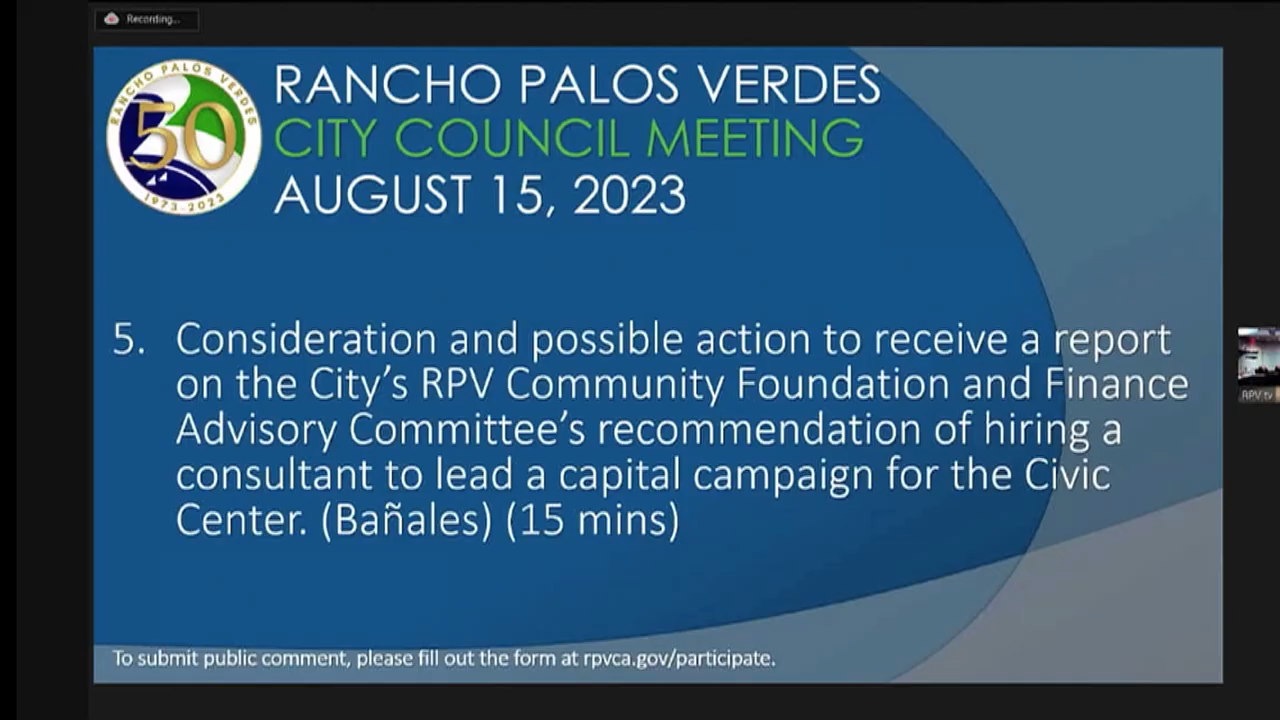 Recording...
RANCHO PALOS VERDES
50
1973-2023
RANCHO PALOS VERDES
CITY COUNCIL MEETING
AUGUST 15, 2023
5. Consideration and possible action to receive a report
on the City's RPV Community Foundation and Finance
Advisory Committee's recommendation of hiring a
consultant to lead a capital campaign for the Civic
Center. (Bañales) (15 mins)
RPV tv
To submit public comment, please fill out the form at rpvca.gov/participate.